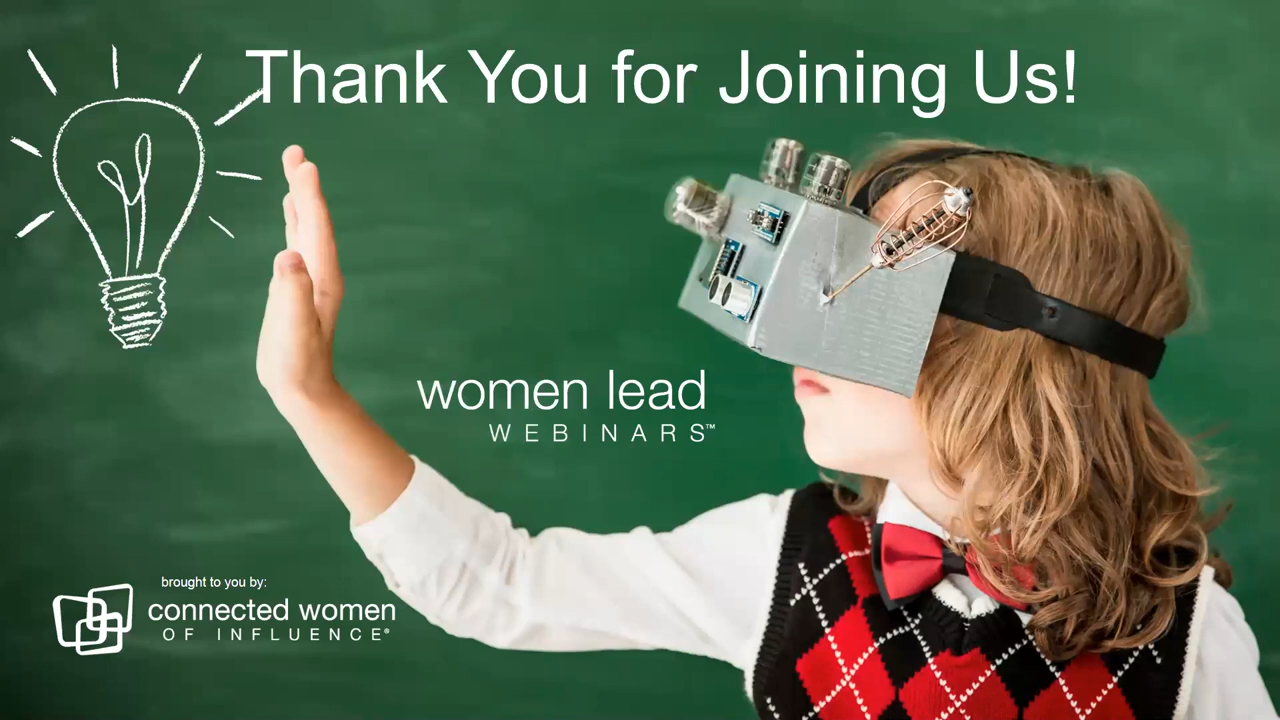 Thank You for Joining Us!
women lead
WEBINARS™
brought to you by:
connected women
OF INFLUENCE®